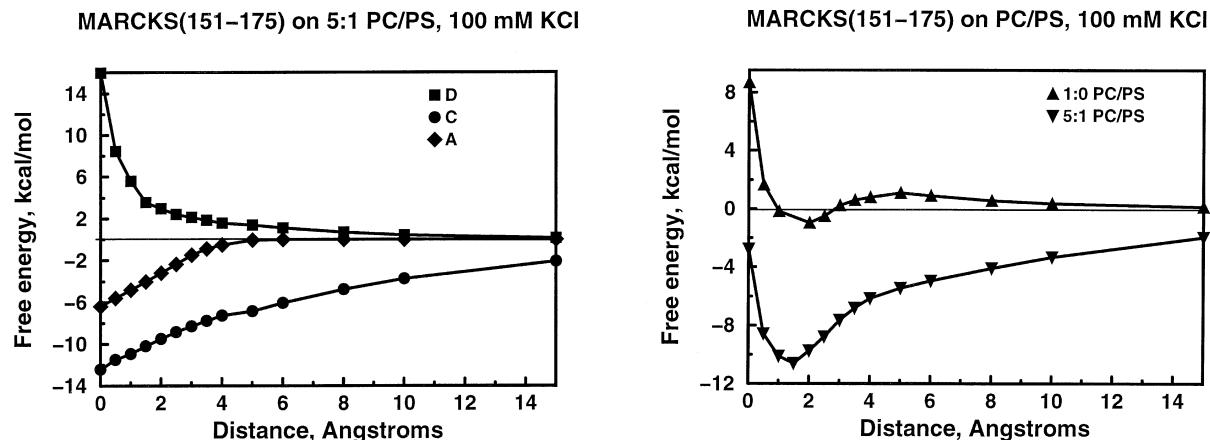 MARCKS(151–175) on 5:1 PC/PS, 100 mM KCl
Free energy, kcal/mol
14
10
6
2
−2
−6
−10
−14
D
C
A
0 2 4 6 8 10 12 14
Distance, Angstroms
MARCKS(151–175) on PC/PS, 100 mM KCl
Free energy, kcal/mol
8
4
0
−4
−8
−12
1:0 PC/PS
5:1 PC/PS
0 2 4 6 8 10 12 14
Distance, Angstroms